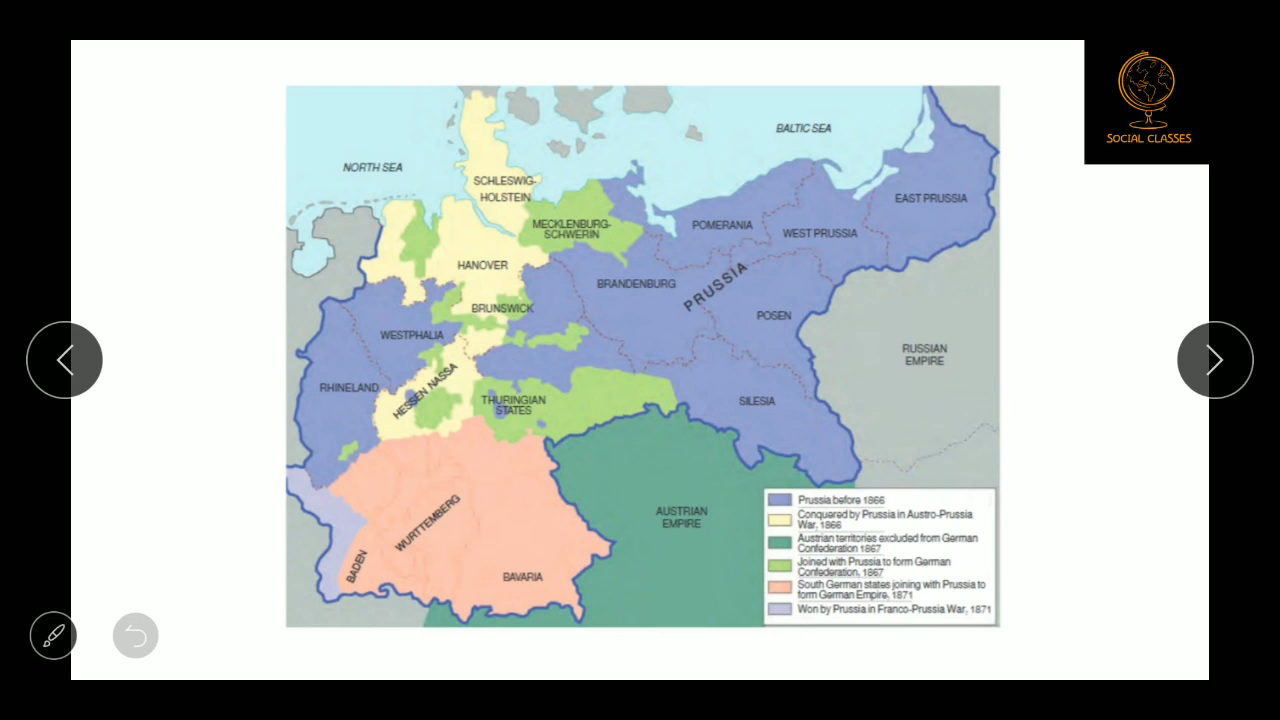 SOCIAL CLASSES
BALTIC SEA
NORTH SEA
SCHLESWIG-
HOLSTEIN
EAST PRUSSIA
MECKLENBURG-
SCHWERIN
POMERANIA
WEST PRUSSIA
HANOVER
BRANDENBURG
PRUSSIA
BRUNSWICK
POSEN
WESTPHALIA
RUSSIAN
EMPIRE
RHINELAND
HESSEN NASSA
THURINGIAN
STATES
SILESIA
AUSTRIAN
EMPIRE
WURTTEMBERG
BADEN
BAVARIA
Prussia before 1866
Conquered by Prussia in Austro-Prussia
War, 1866
Austrian territories excluded from German
Confederation 1867
Joined with Prussia to form German
Confederation, 1867
South German states joining with Prussia to
form German Empire, 1871
Won by Prussia in Franco-Prussia War, 1871